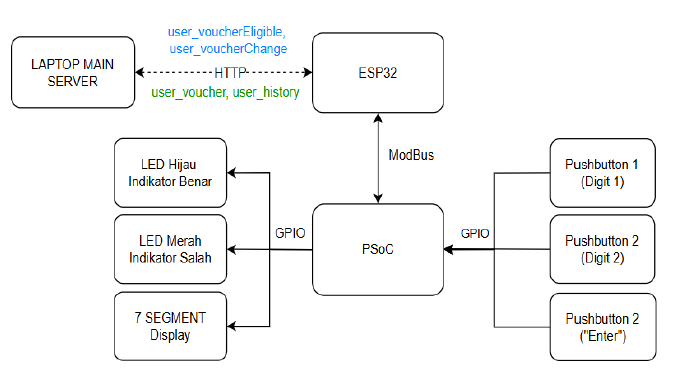 user_voucherEligible,
user_voucherChange
LAPTOP MAIN
SERVER
HTTP
ESP32
user_voucher, user_history
ModBus
LED Hijau
Indikator Benar
Pushbutton 1
(Digit 1)
LED Merah
Indikator Salah
GPIO
PSoC
GPIO
Pushbutton 2
(Digit 2)
7 SEGMENT
Display
Pushbutton 2
("Enter")